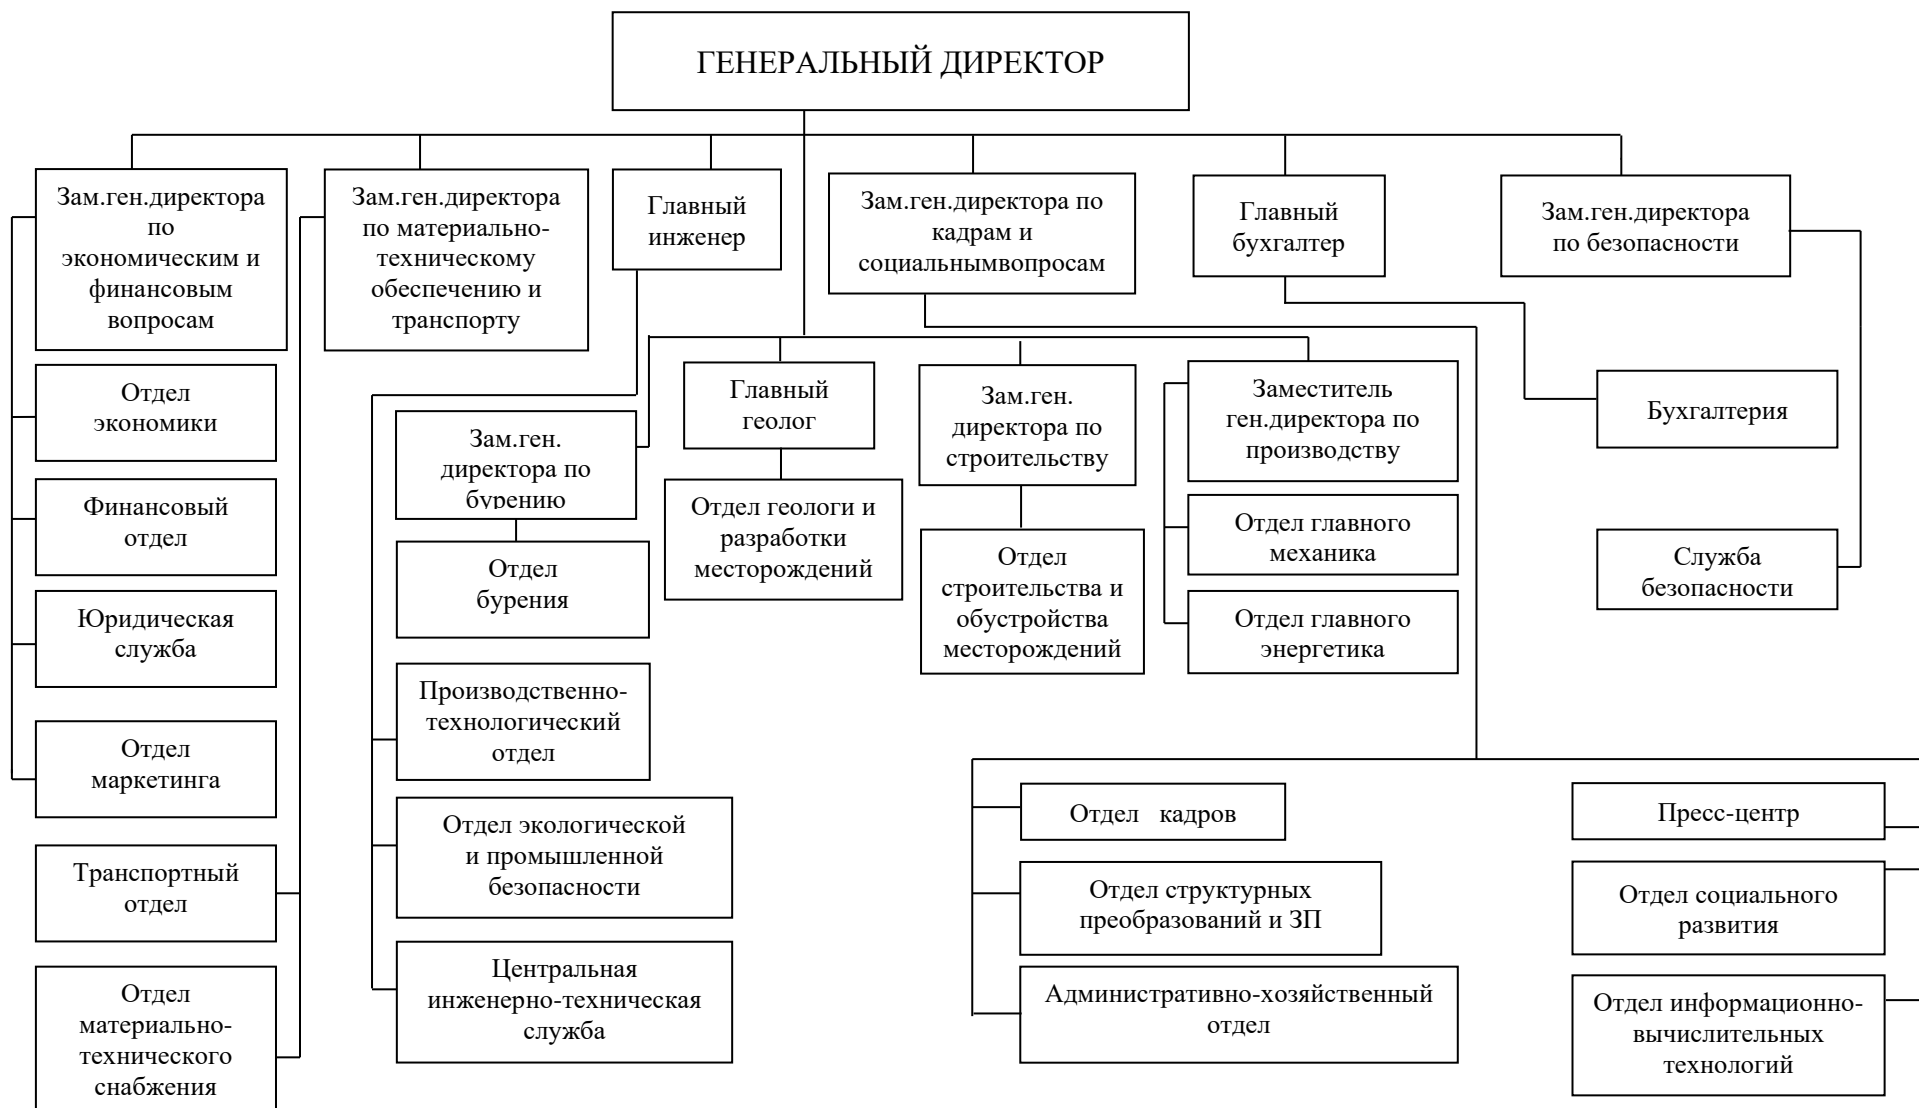 ГЕНЕРАЛЬНЫЙ ДИРЕКТОР
Зам.ген.директора
по
экономическим и
финансовым
вопросам
Зам.ген.директора
по материально-
техническому
обеспечению и
транспорту
Главный
инженер
Зам.ген.директора по
кадрам и
социальнымвопросам
Главный
бухгалтер
Зам.ген.директора
по безопасности
Отдел
экономики
Финансовый
отдел
Юридическая
служба
Отдел
маркетинга
Транспортный
отдел
Отдел
материально-
технического
снабжения
Зам.ген.
директора по
бурению
Отдел
бурения
Производственно-
технологический
отдел
Отдел экологической
и промышленной
безопасности
Центральная
инженерно-техническая
служба
Главный
геолог
Отдел геологи и
разработки
месторождений
Зам.ген.
директора по
строительству
Отдел
строительства и
обустройства
месторождений
Заместитель
ген.директора по
производству
Отдел главного
механика
Отдел главного
энергетика
Бухгалтерия
Служба
безопасности
Отдел кадров
Отдел структурных
преобразований и ЗП
Административно-хозяйственный
отдел
Пресс-центр
Отдел социального
развития
Отдел информационно-
вычислительных
технологий